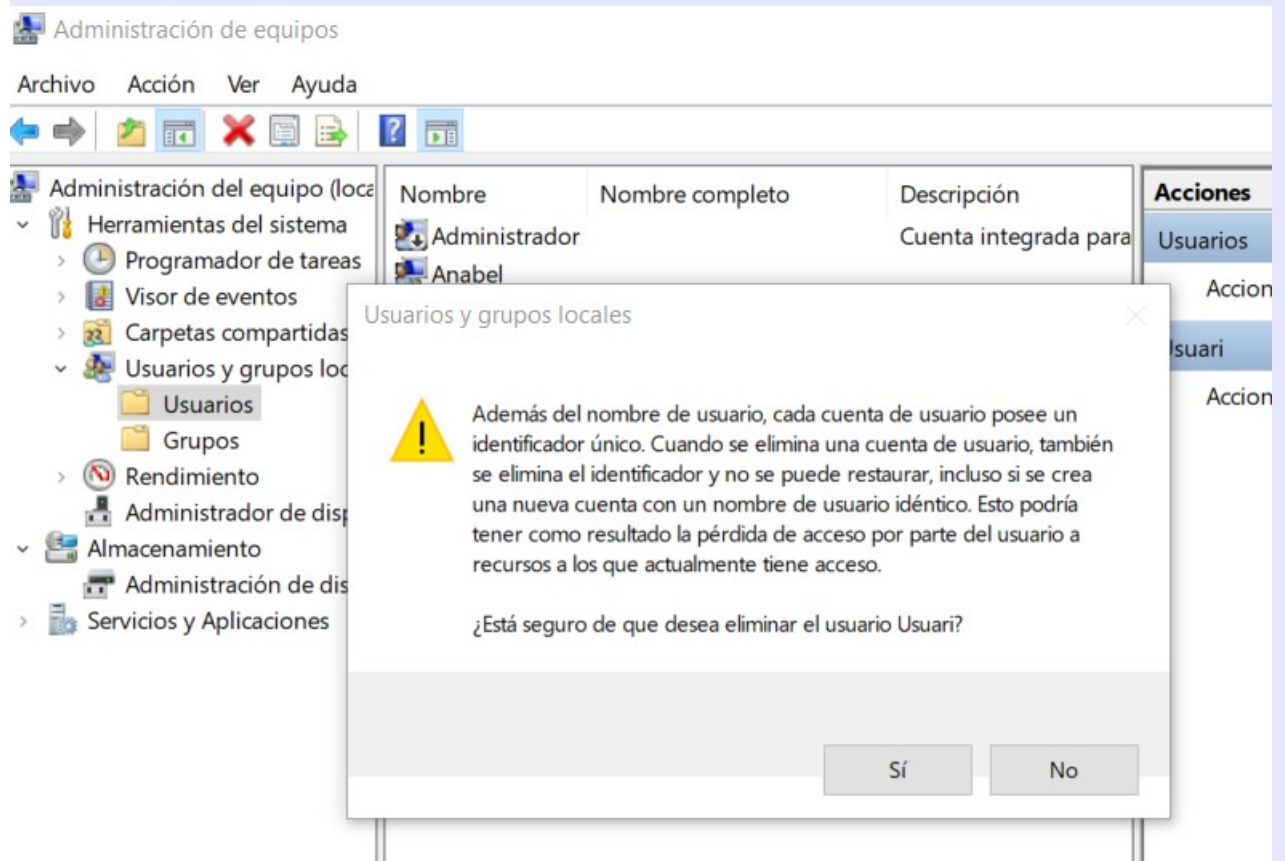 Administración de equipos
Archivo Acción Ver Ayuda
Administración del equipo (loca
Herramientas del sistema
Programador de tareas
Visor de eventos
Carpetas compartidas
Usuarios y grupos loc
Usuarios
Grupos
Rendimiento
Administrador de disp
Almacenamiento
Administración de dis
Servicios y Aplicaciones
Nombre Nombre completo Descripción
Administrador Cuenta integrada para
Anabel
Acciones
Usuarios
Accion
suari
Accion
Usuarios y grupos locales
Además del nombre de usuario, cada cuenta de usuario posee un
identificador único. Cuando se elimina una cuenta de usuario, también
se elimina el identificador y no se puede restaurar, incluso si se crea
una nueva cuenta con un nombre de usuario idéntico. Esto podría
tener como resultado la pérdida de acceso por parte del usuario a
recursos a los que actualmente tiene acceso.
¿Está seguro de que desea eliminar el usuario Usuari?
Sí No